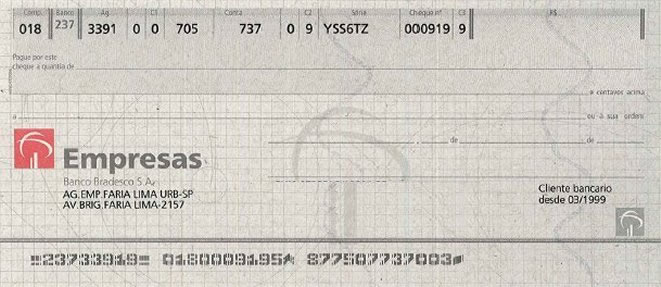 Comp. Banco Ag. C1 Conta C2 Série Cheque nº C3 R$
018 237 3391 0 0 705 737 0 9 YSS6TZ 000919 9
Pague por este
cheque a quantia de
e centavos acima
a ou à sua ordem
de de
Empresas
Banco Bradesco S.A.
AG.EMP.FARIA LIMA URB-SP
AV.BRIG.FARIA LIMA-2157
Cliente bancario
desde 03/1999
23733919 0180009195 877507737003